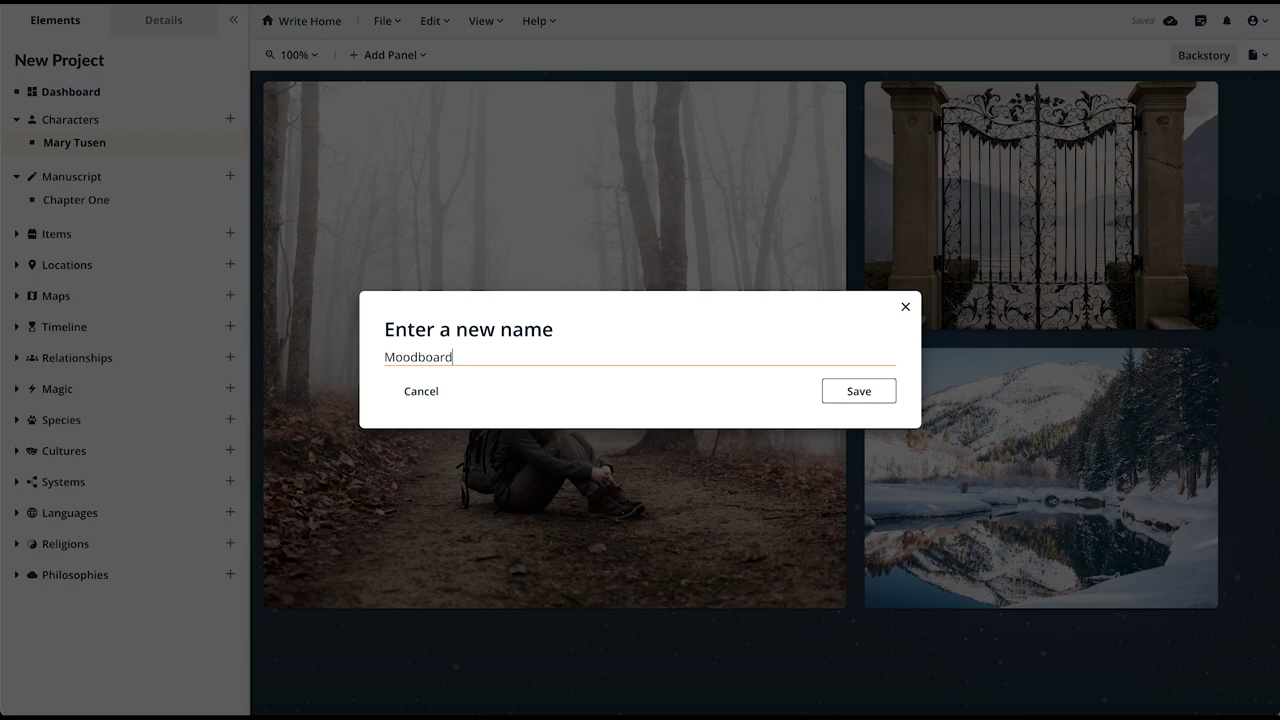 Elements Details
Write Home File Edit View Help Saved
100% Add Panel Backstory
New Project
Dashboard
Characters
Mary Tusen
Manuscript
Chapter One
Items
Locations
Maps
Timeline
Relationships
Magic
Species
Cultures
Systems
Languages
Religions
Philosophies
Enter a new name
Moodboard
Cancel Save